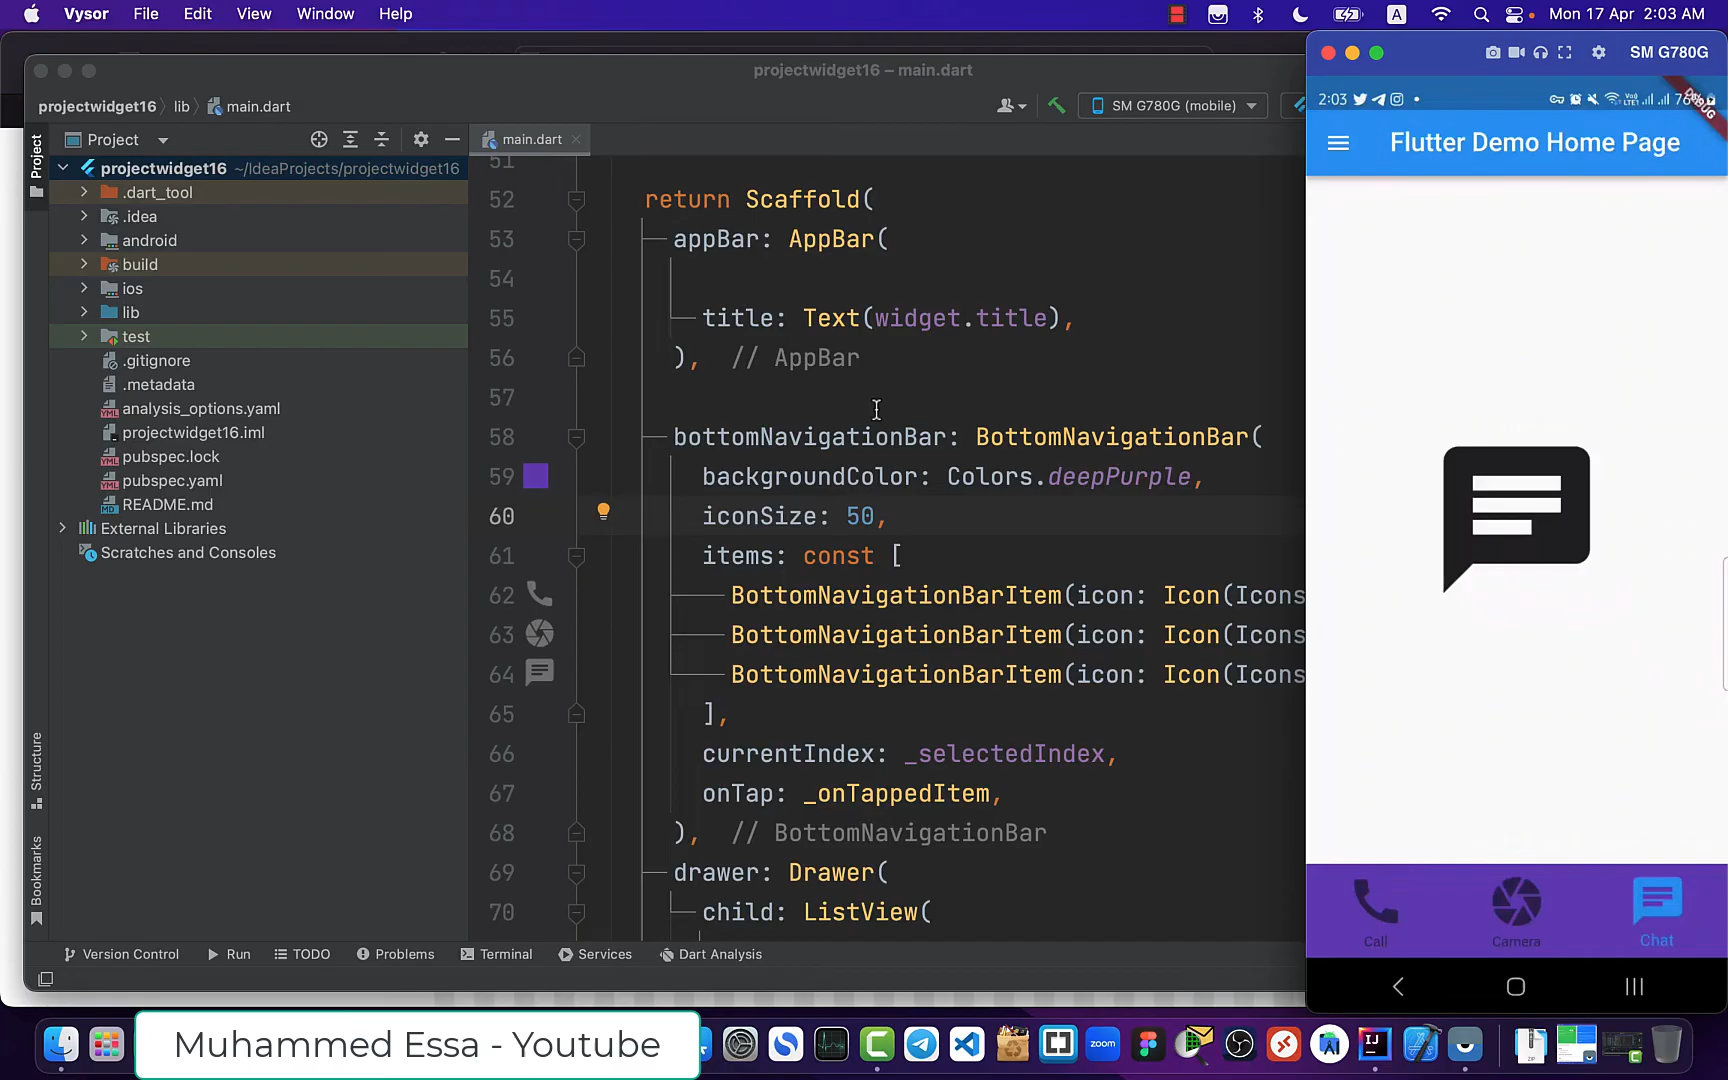 Vysor File Edit View Window Help
A Mon 17 Apr 2:03 AM
projectwidget16 – main.dart
SM G780G
projectwidget16 lib main.dart
SM G780G (mobile)
2:03
DEBUG
Project
main.dart
Flutter Demo Home Page
Project
projectwidget16 ~/IdeaProjects/projectwidget16
.dart_tool
.idea
android
build
ios
lib
test
.gitignore
.metadata
analysis_options.yaml
projectwidget16.iml
pubspec.lock
pubspec.yaml
README.md
External Libraries
Scratches and Consoles
Structure
Bookmarks
51
52 return Scaffold(
53 appBar: AppBar(
54
55 title: Text(widget.title),
56 ), // AppBar
57
58 bottomNavigationBar: BottomNavigationBar(
59 backgroundColor: Colors.deepPurple,
60 iconSize: 50,
61 items: const [
62 BottomNavigationBarItem(icon: Icon(Icons
63 BottomNavigationBarItem(icon: Icon(Icons
64 BottomNavigationBarItem(icon: Icon(Icons
65 ],
66 currentIndex: _selectedIndex,
67 onTap: _onTappedItem,
68 ), // BottomNavigationBar
69 drawer: Drawer(
70 child: ListView(
Call Camera Chat
Version Control Run TODO Problems Terminal Services Dart Analysis
Muhammed Essa - Youtube
zoom
IJ
ZIP